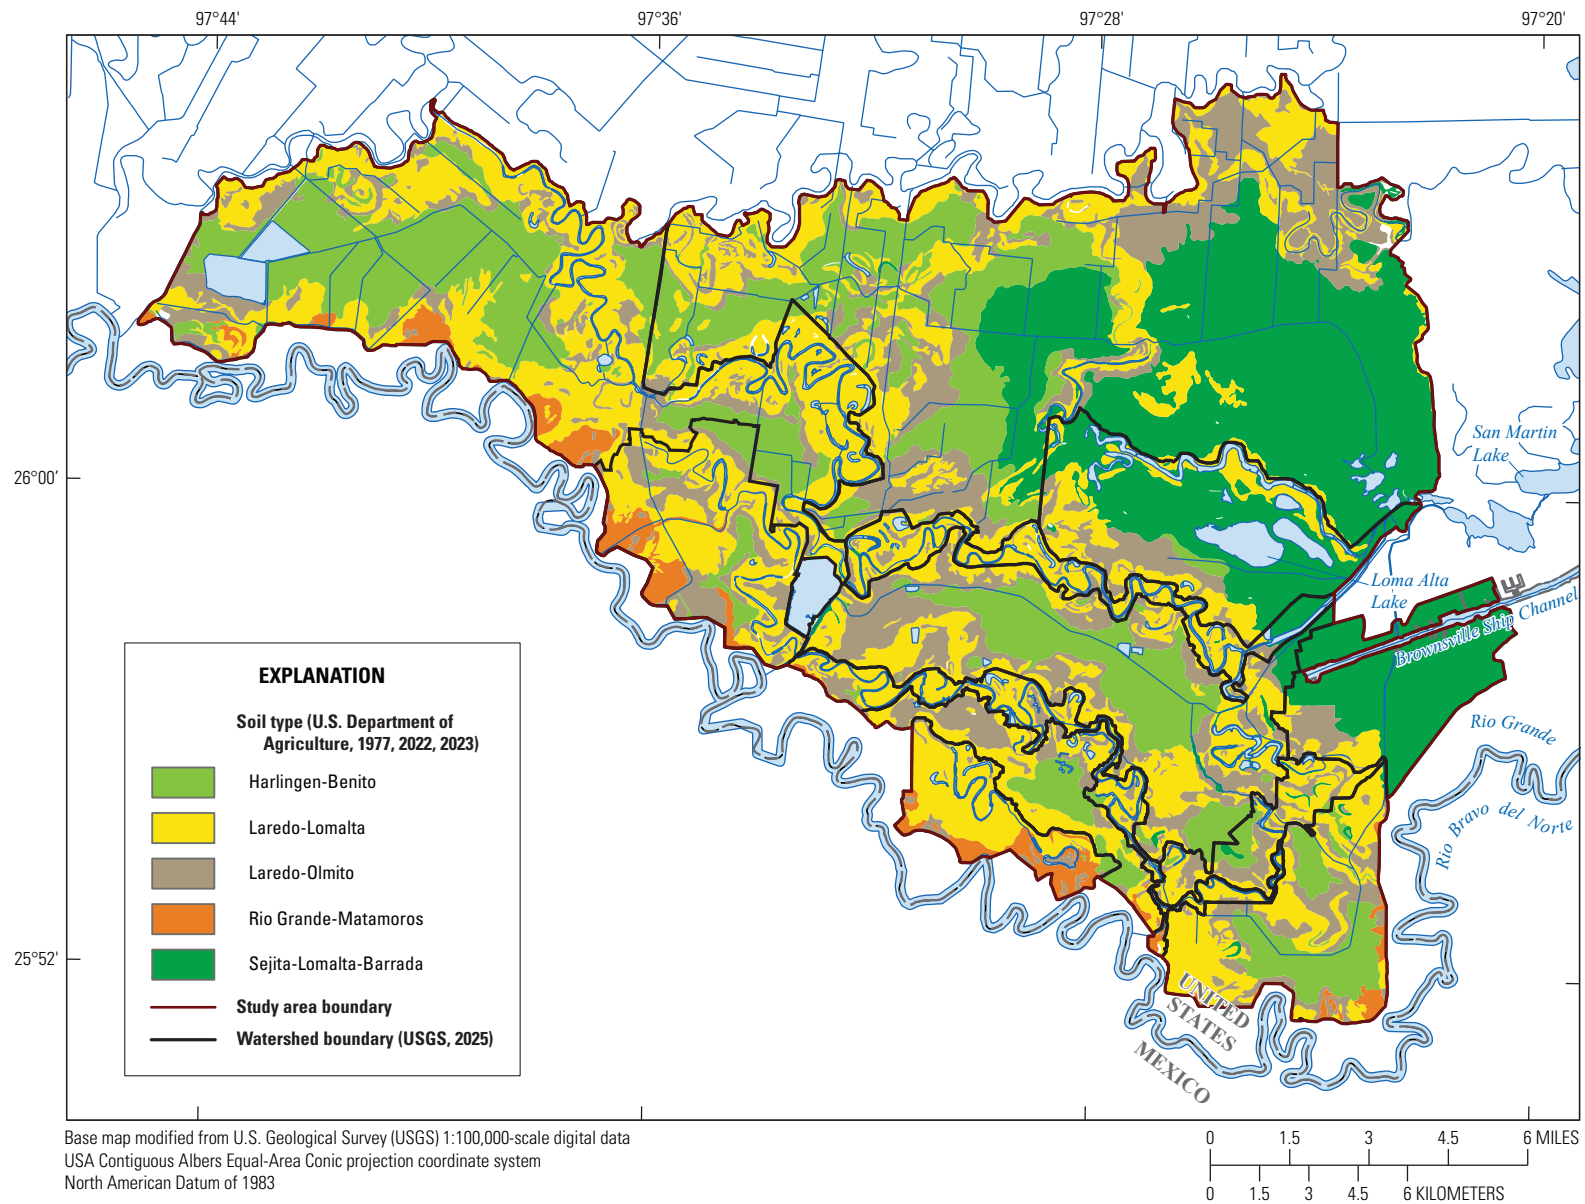 97°44'
97°36'
97°28'
97°20'
26°00'
25°52'
San Martin
Lake
Loma Alta
Lake
Brownsville Ship Channel
Rio Grande
Rio Bravo del Norte
UNITED
STATES
MEXICO
EXPLANATION
Soil type (U.S. Department of
Agriculture, 1977, 2022, 2023)
Harlingen-Benito
Laredo-Lomalta
Laredo-Olmito
Rio Grande-Matamoros
Sejita-Lomalta-Barrada
Study area boundary
Watershed boundary (USGS, 2025)
Base map modified from U.S. Geological Survey (USGS) 1:100,000-scale digital data
USA Contiguous Albers Equal-Area Conic projection coordinate system
North American Datum of 1983
0 1.5 3 4.5 6 MILES
0 1.5 3 4.5 6 KILOMETERS